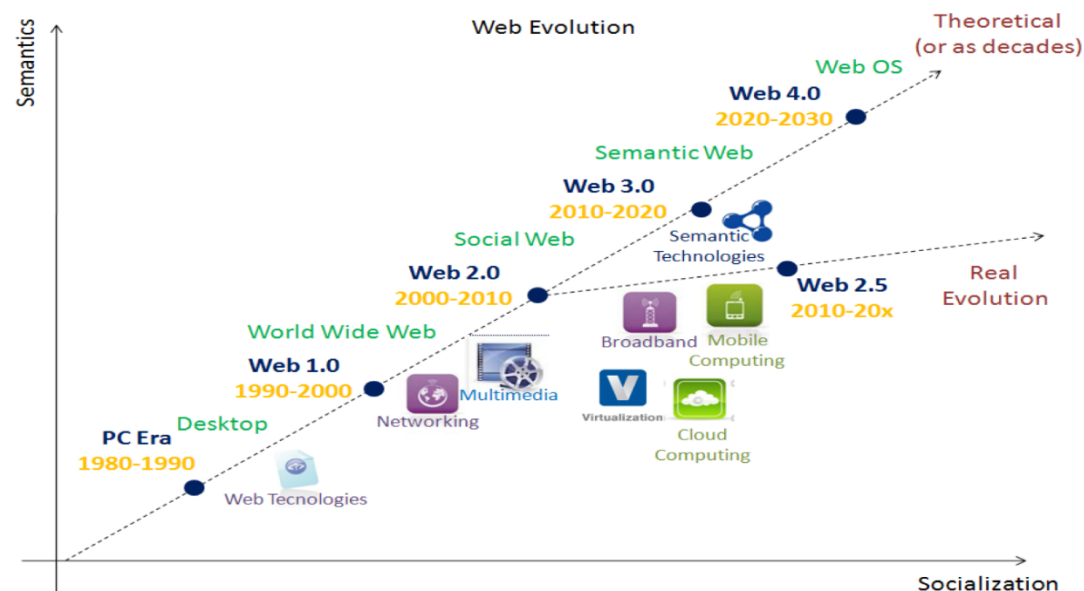 Web Evolution
Semantics
Theoretical
(or as decades)
Web OS
Web 4.0
2020-2030
Semantic Web
Web 3.0
2010-2020
Semantic
Technologies
Social Web
Web 2.0
2000-2010
Web 2.5
2010-20x
Real
Evolution
Broadband
Mobile
Computing
World Wide Web
Web 1.0
1990-2000
Multimedia
Networking
V
Virtualization
Cloud
Computing
Desktop
PC Era
1980-1990
Web Tecnologies
Socialization